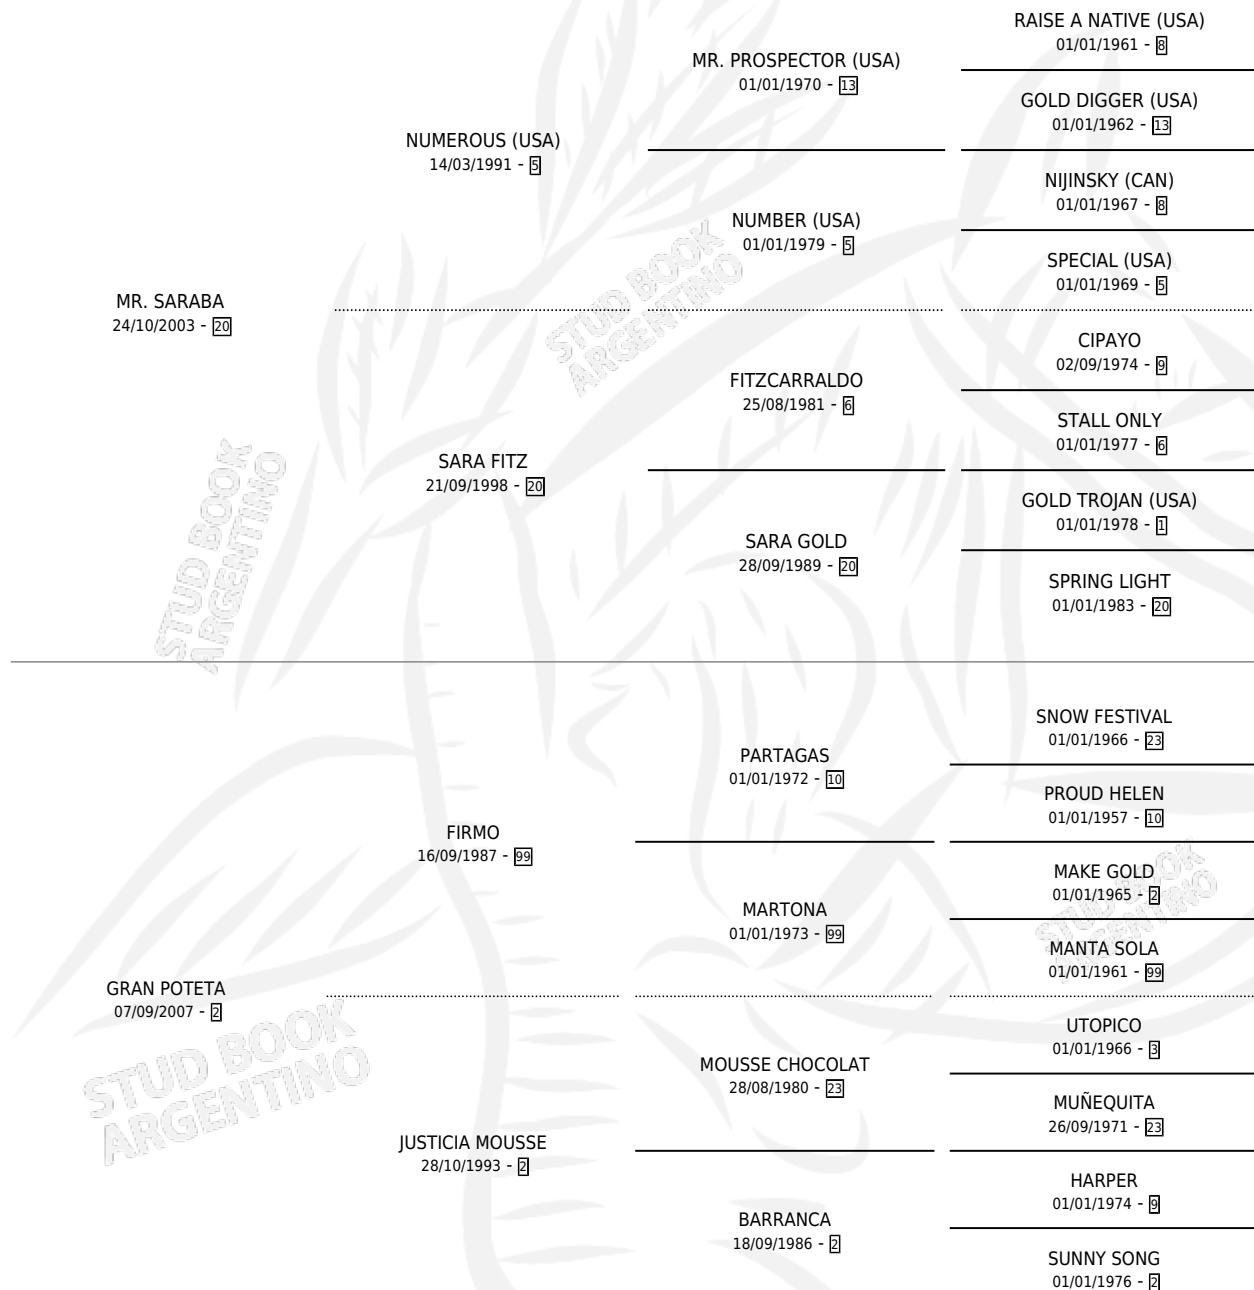 RAISE A NATIVE (USA)
01/01/1961 - 8
MR. PROSPECTOR (USA)
01/01/1970 - 13
GOLD DIGGER (USA)
01/01/1962 - 13
NUMEROUS (USA)
14/03/1991 - 5
NIJINSKY (CAN)
01/01/1967 - 8
NUMBER (USA)
01/01/1979 - 5
SPECIAL (USA)
01/01/1969 - 5
MR. SARABA
24/10/2003 - 20
STUD BOOK
ARGENTINO
CIPAYO
02/09/1974 - 9
FITZCARRALDO
25/08/1981 - 6
STALL ONLY
01/01/1977 - 6
SARA FITZ
21/09/1998 - 20
GOLD TROJAN (USA)
01/01/1978 - 1
SARA GOLD
28/09/1989 - 20
SPRING LIGHT
01/01/1983 - 20
STUD BOOK
ARGENTINO
SNOW FESTIVAL
01/01/1966 - 23
PARTAGAS
01/01/1972 - 10
PROUD HELEN
01/01/1957 - 10
FIRMO
16/09/1987 - 99
MAKE GOLD
01/01/1965 - 2
MARTONA
01/01/1973 - 99
STUD BOOK
ARGENTINO
MANTA SOLA
01/01/1961 - 99
GRAN POTETA
07/09/2007 - 2
STUD BOOK
ARGENTINO
UTOPICO
01/01/1966 - 3
MOUSSE CHOCOLAT
28/08/1980 - 23
MUÑEQUITA
26/09/1971 - 23
JUSTICIA MOUSSE
28/10/1993 - 2
HARPER
01/01/1974 - 9
BARRANCA
18/09/1986 - 2
SUNNY SONG
01/01/1976 - 2